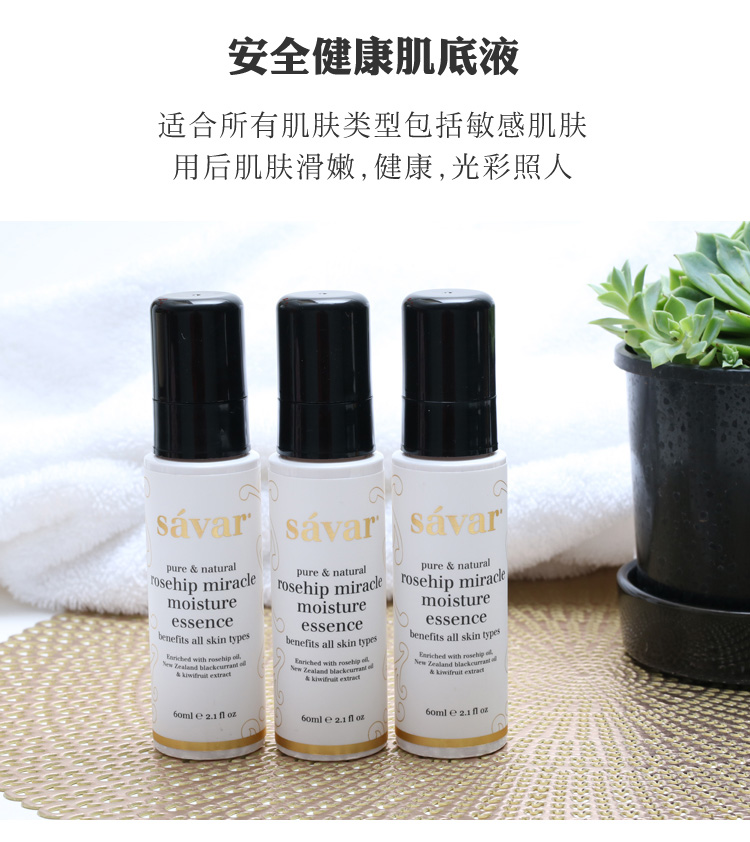 安全健康肌底液
适合所有肌肤类型包括敏感肌肤
用后肌肤滑嫩,健康,光彩照人
sávar
pure & natural
rosehip miracle
moisture
essence
benefits all skin types
Enriched with rosehip oil,
New Zealand blackcurrant oil
& kiwifruit extract
60ml ℮ 2.1 fl oz
sávar
pure & natural
rosehip miracle
moisture
essence
benefits all skin types
Enriched with rosehip oil,
New Zealand blackcurrant oil
& kiwifruit extract
60ml ℮ 2.1 fl oz
sávar
pure & natural
rosehip miracle
moisture
essence
benefits all skin types
Enriched with rosehip oil,
New Zealand blackcurrant oil
& kiwifruit extract
60ml ℮ 2.1 fl oz